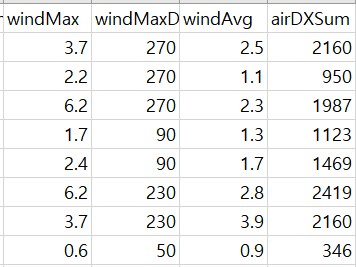 r windMax windMaxD windAvg airDXSum
3.7 270 2.5 2160
2.2 270 1.1 950
6.2 270 2.3 1987
1.7 90 1.3 1123
2.4 90 1.7 1469
6.2 230 2.8 2419
3.7 230 3.9 2160
0.6 50 0.9 346